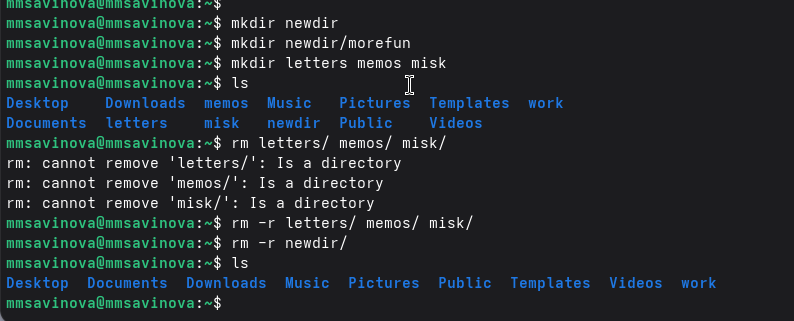 mmsavinova@mmsavinova:~$
mmsavinova@mmsavinova:~$ mkdir newdir
mmsavinova@mmsavinova:~$ mkdir newdir/morefun
mmsavinova@mmsavinova:~$ mkdir letters memos misk
mmsavinova@mmsavinova:~$ ls
Desktop    Downloads  memos  Music   Pictures  Templates  work
Documents  letters    misk   newdir  Public    Videos
mmsavinova@mmsavinova:~$ rm letters/ memos/ misk/
rm: cannot remove 'letters/': Is a directory
rm: cannot remove 'memos/': Is a directory
rm: cannot remove 'misk/': Is a directory
mmsavinova@mmsavinova:~$ rm -r letters/ memos/ misk/
mmsavinova@mmsavinova:~$ rm -r newdir/
mmsavinova@mmsavinova:~$ ls
Desktop  Documents  Downloads  Music  Pictures  Public  Templates  Videos  work
mmsavinova@mmsavinova:~$